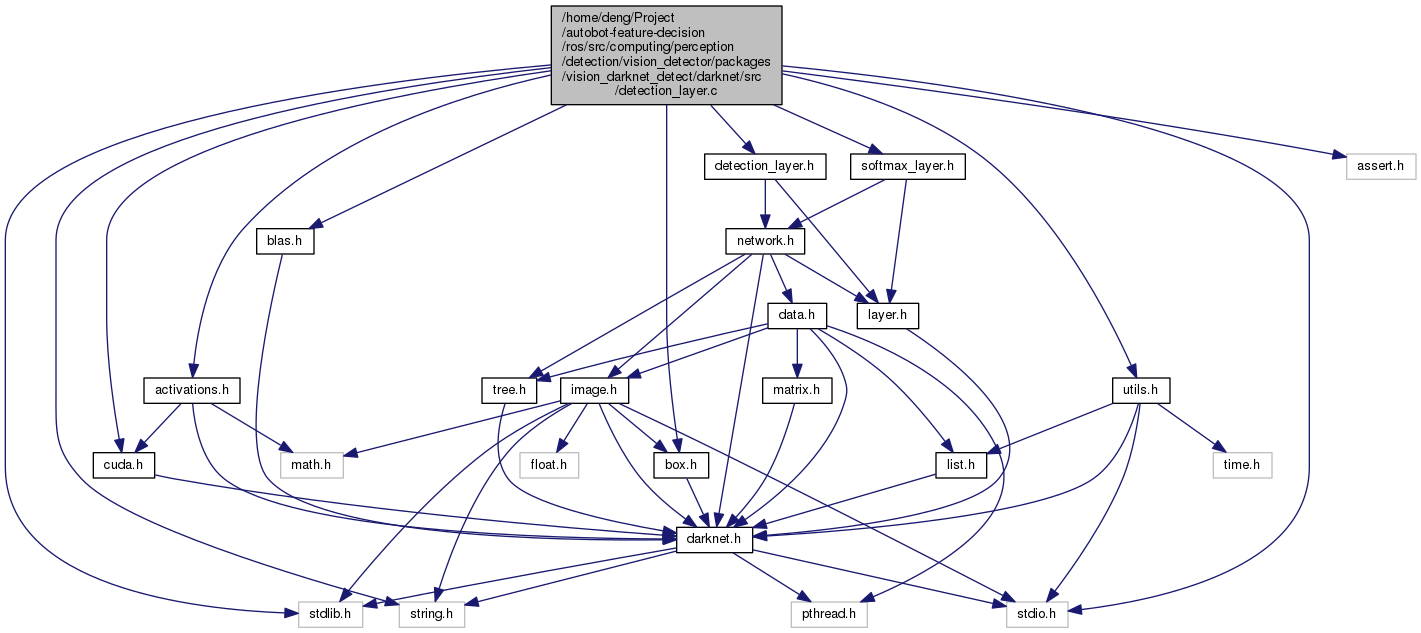 /home/deng/Project
/autobot-feature-decision
/ros/src/computing/perception
/detection/vision_detector/packages
/vision_darknet_detect/darknet/src
/detection_layer.c
detection_layer.h
softmax_layer.h
assert.h
blas.h
network.h
data.h
layer.h
activations.h
tree.h
image.h
matrix.h
utils.h
cuda.h
math.h
float.h
box.h
list.h
time.h
darknet.h
stdlib.h
string.h
pthread.h
stdio.h